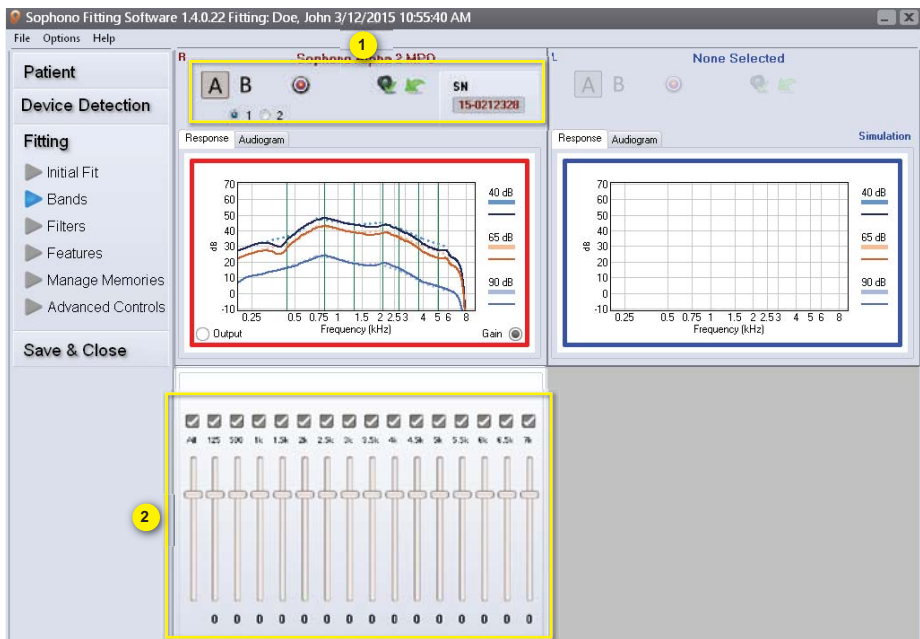 Sophono Fitting Software 1.4.0.22 Fitting: Doe, John 3/12/2015 10:55:40 AM
File Options Help
1
R Sophono Alpha 2 MPO
L None Selected
Patient
Device Detection
Fitting
Initial Fit
Bands
Filters
Features
Manage Memories
Advanced Controls
Save & Close
A B
SN
15-0212328
1 2
A B
Response Audiogram
Response Audiogram Simulation
70
60
50
40
30
20
10
0
-10
dB
0.25 0.5 0.75 1 1.5 2 2.5 3 4 5 6 8
Frequency (kHz)
Output Gain
40 dB
65 dB
90 dB
70
60
50
40
30
20
10
0
-10
dB
0.25 0.5 0.75 1 1.5 2 2.5 3 4 5 6 8
Frequency (kHz)
40 dB
65 dB
90 dB
All 125 500 1k 1.5k 2k 2.5k 3k 3.5k 4k 4.5k 5k 5.5k 6k 6.5k 7k
2
0 0 0 0 0 0 0 0 0 0 0 0 0 0 0